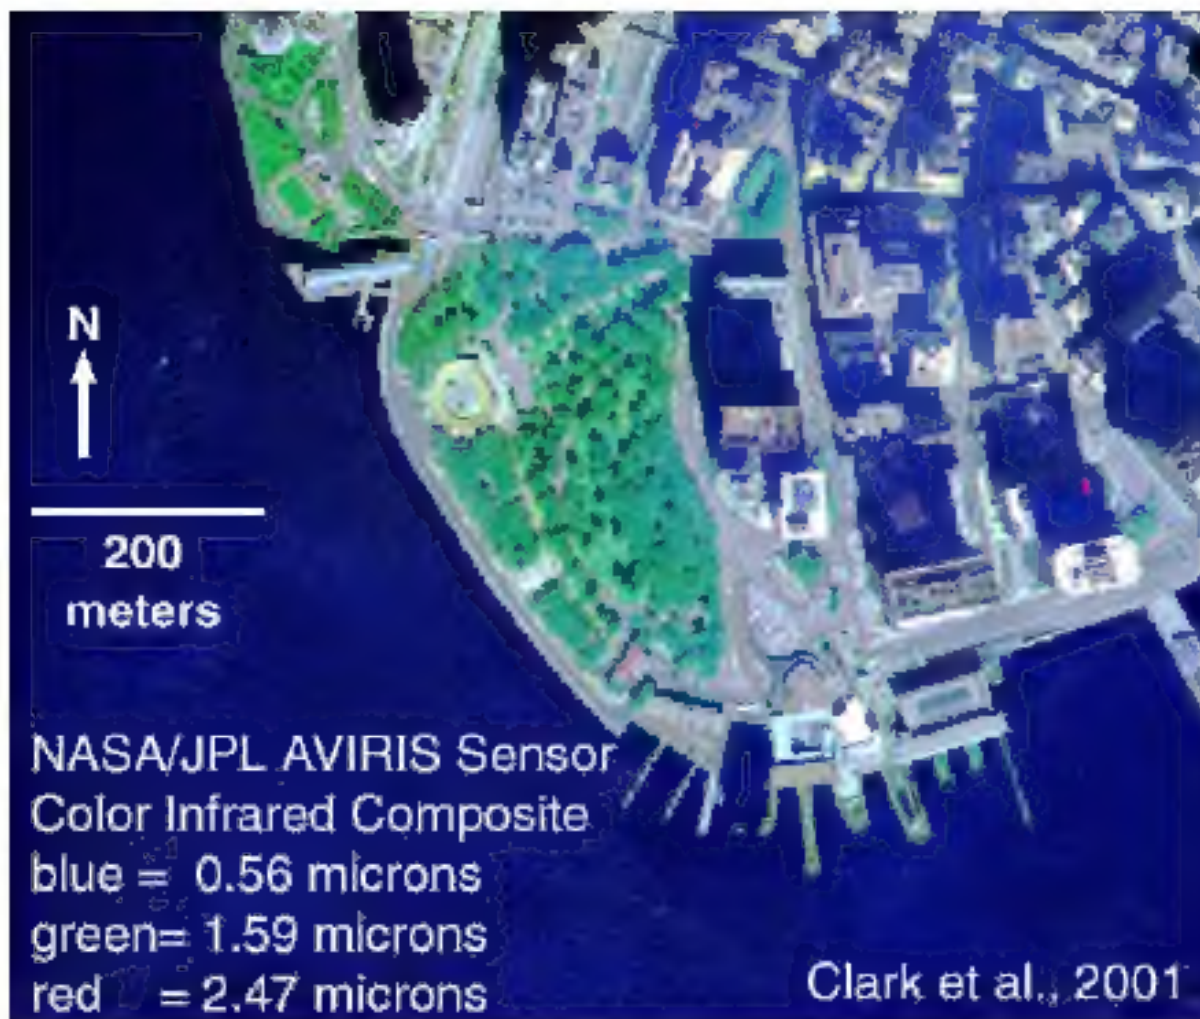 N
200
meters
NASA/JPL AVIRIS Sensor
Color Infrared Composite
blue = 0.56 microns
green= 1.59 microns
red = 2.47 microns
Clark et al., 2001